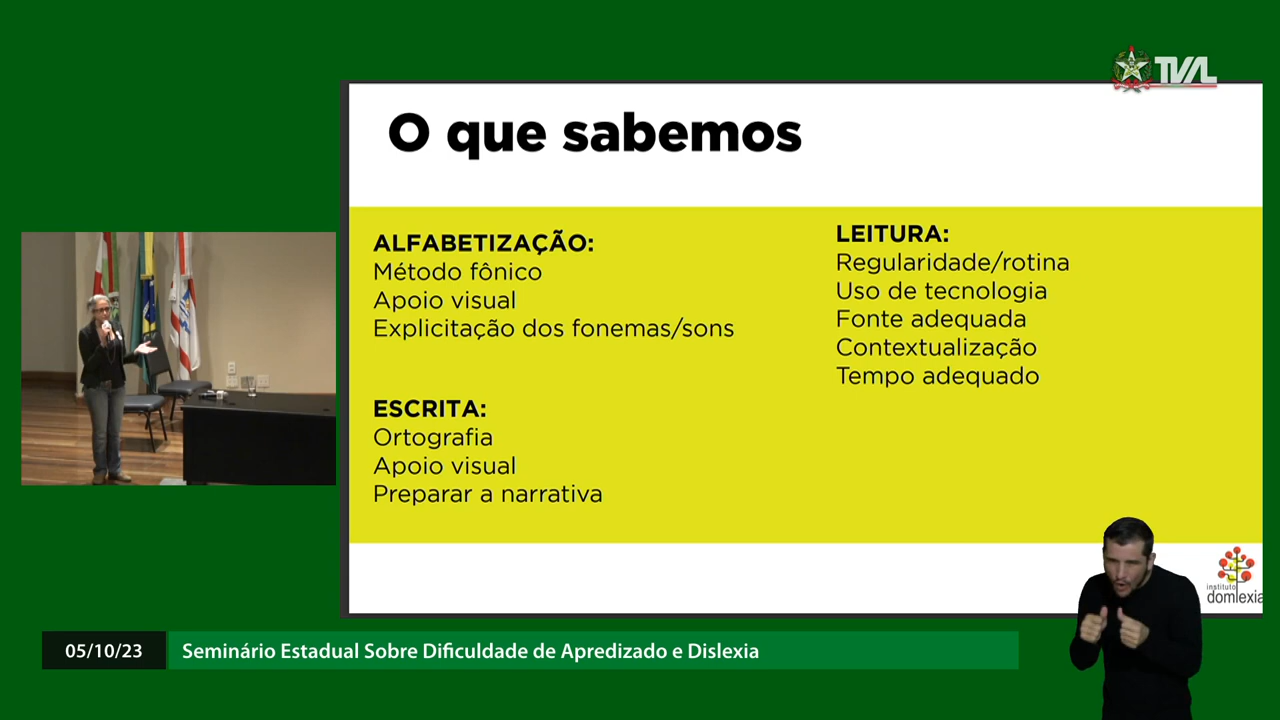 TVAL
O que sabemos
ALFABETIZAÇÃO:
Método fônico
Apoio visual
Explicitação dos fonemas/sons
ESCRITA:
Ortografia
Apoio visual
Preparar a narrativa
LEITURA:
Regularidade/rotina
Uso de tecnologia
Fonte adequada
Contextualização
Tempo adequado
instituto
domlexia
05/10/23
Seminário Estadual Sobre Dificuldade de Apredizado e Dislexia